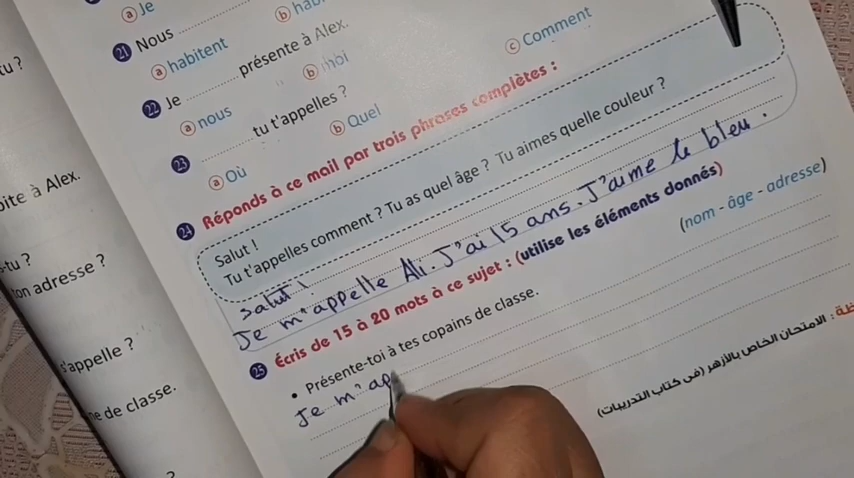 ⓐ Je
ⓑ
21 Nous
ⓐ habitent
ⓑ
22 Je présente à Alex.
ⓐ nous
ⓑ
ⓒ Comment
23 tu t'appelles ?
ⓐ Où
ⓑ Quel
24 Réponds à ce mail par trois phrases complètes :
Salut !
Tu t'appelles comment ? Tu as quel âge ? Tu aimes quelle couleur ?
salut !
Je m'appelle Ali. J'ai 15 ans. J'aime le bleu.
25 Écris de 15 à 20 mots à ce sujet : (utilise les éléments donnés)
• Présente-toi à tes copains de classe.
(nom - âge - adresse)
Je m'ap
الامتحان الخاص بالأزهر (في كتاب التدريبات)
tu ?
à Alex.
-tu ?
adresse ?
s'appelle ?
de classe.
?